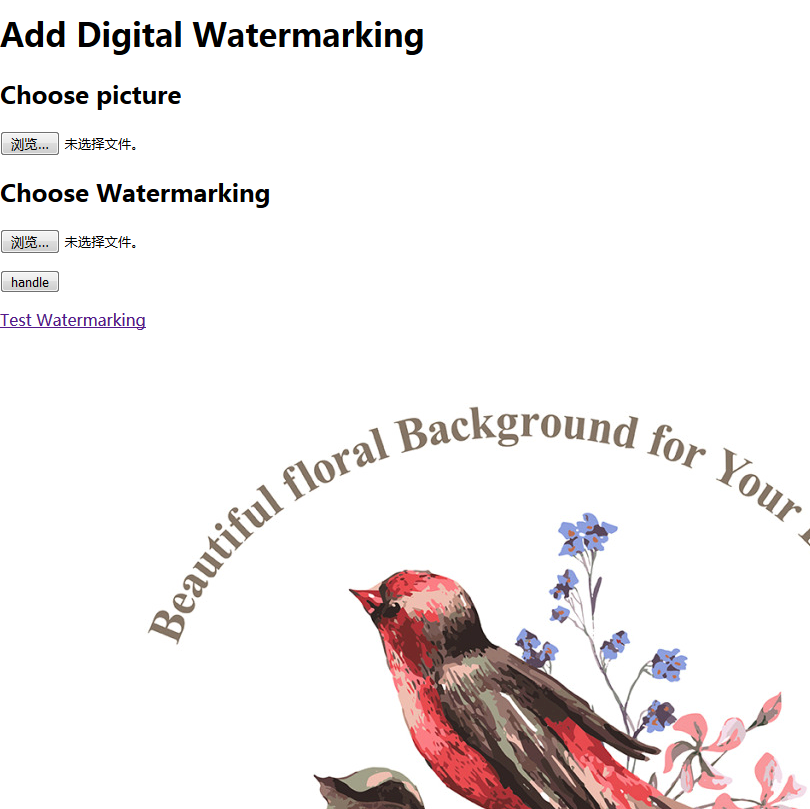 Add Digital Watermarking
Choose picture
浏览... 未选择文件。
Choose Watermarking
浏览... 未选择文件。
handle
Test Watermarking
Beautiful floral Background for Your